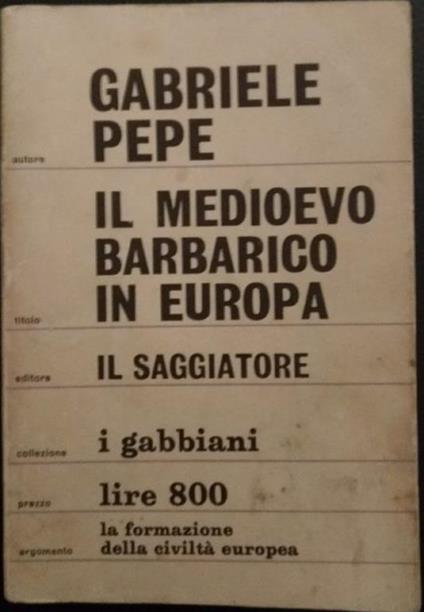 GABRIELE
autore PEPE
IL MEDIOEVO
BARBARICO
titolo IN EUROPA
editore IL SAGGIATORE
collezione i gabbiani
prezzo lire 800
la formazione
argomento della civiltà europea